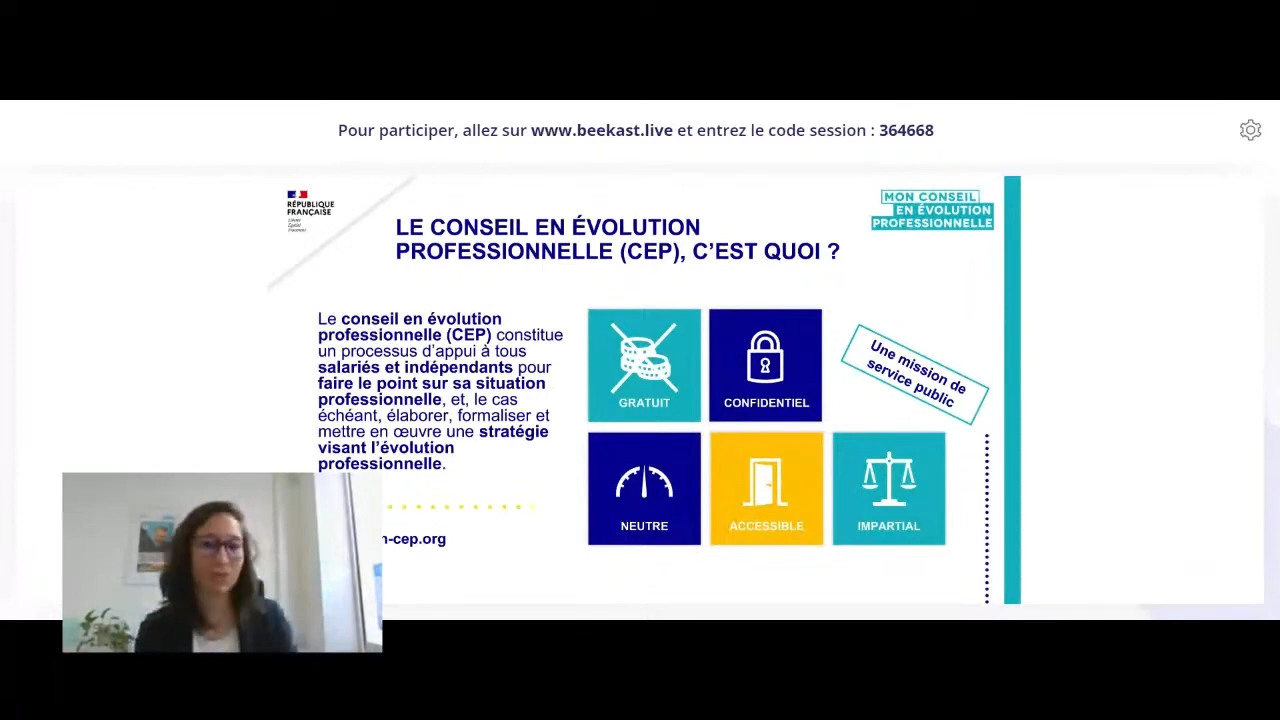 Pour participer, allez sur www.beekast.live et entrez le code session : 364668
RÉPUBLIQUE
FRANÇAISE
Liberté
Égalité
Fraternité
MON CONSEIL
EN ÉVOLUTION
PROFESSIONNELLE
LE CONSEIL EN ÉVOLUTION
PROFESSIONNELLE (CEP), C’EST QUOI ?
Le conseil en évolution
professionnelle (CEP) constitue
un processus d’appui à tous
salariés et indépendants pour
faire le point sur sa situation
professionnelle, et, le cas
échéant, élaborer, formaliser et
mettre en œuvre une stratégie
visant l’évolution
professionnelle.
n-cep.org
GRATUIT
CONFIDENTIEL
Une mission de
service public
NEUTRE
ACCESSIBLE
IMPARTIAL